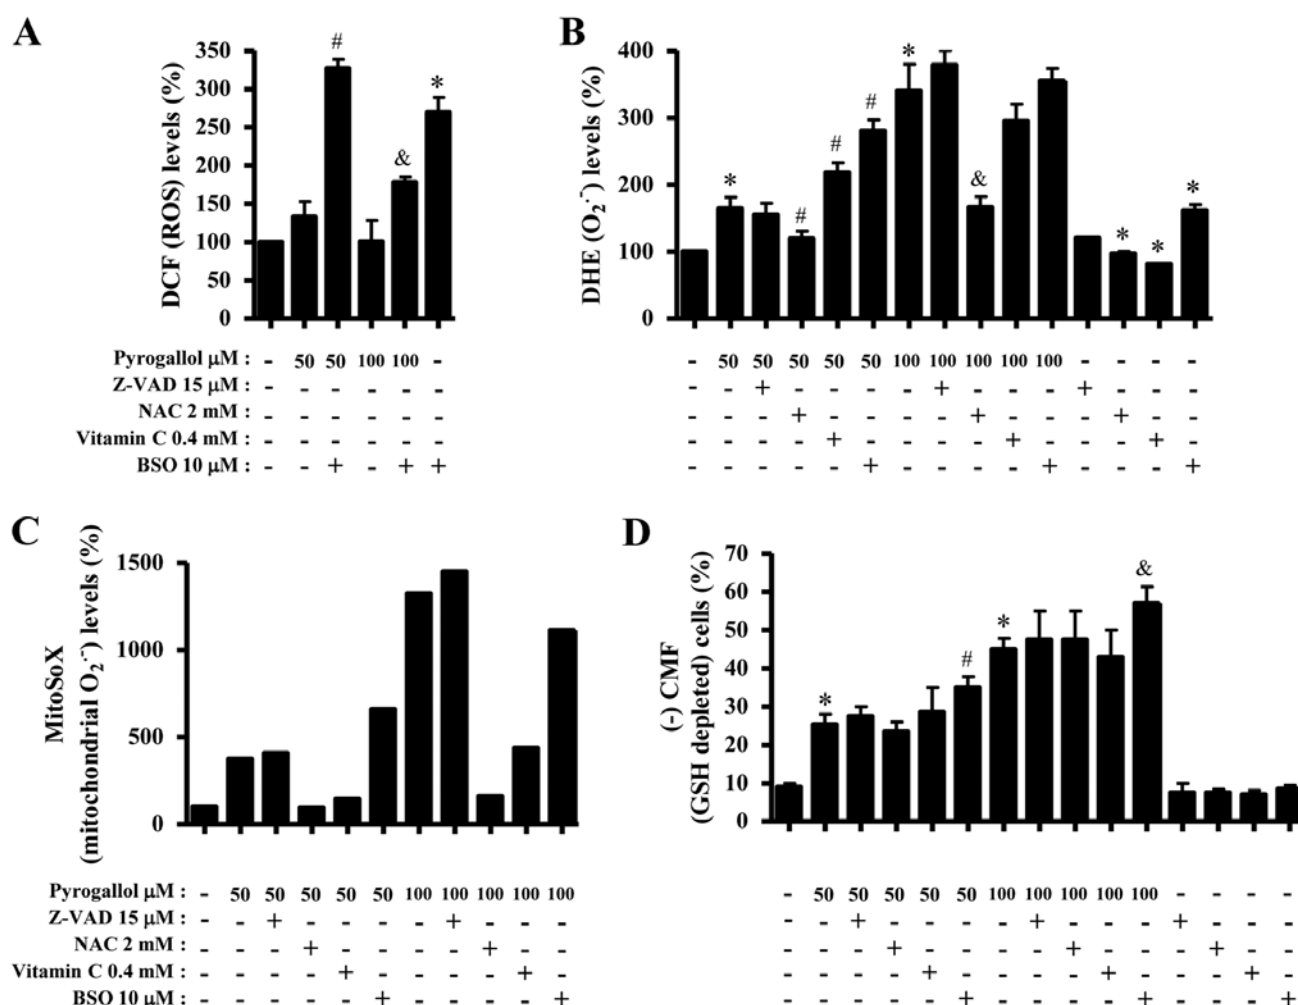 A
DCF (ROS) levels (%)
350
300
250
200
150
100
50
0
#
&
*
Pyrogallol μM : - 50 50 100 100 -
Z-VAD 15 μM : - - - - - -
NAC 2 mM : - - - - - -
Vitamin C 0.4 mM : - - - - - -
BSO 10 μM : - - + - + +
B
DHE (O2·-) levels (%)
400
300
200
100
0
* # # # * & * * *
- 50 50 50 50 50 100 100 100 100 100 - - - -
- - + - - - - + - - - + - - -
- - - + - - - - + - - - + - -
- - - - + - - - - + - - - + -
- - - - - + - - - - + - - - +
C
MitoSoX
(mitochondrial O2·-) levels (%)
1500
1000
500
0
Pyrogallol μM : - 50 50 50 50 50 100 100 100 100 100
Z-VAD 15 μM : - - + - - - - + - - -
NAC 2 mM : - - - + - - - - + - -
Vitamin C 0.4 mM : - - - - + - - - - + -
BSO 10 μM : - - - - - + - - - - +
D
(-) CMF
(GSH depleted) cells (%)
70
60
50
40
30
20
10
0
* # * &
- 50 50 50 50 50 100 100 100 100 100 - - - -
- - + - - - - + - - - + - - -
- - - + - - - - + - - - + - -
- - - - + - - - - + - - - + -
- - - - - + - - - - + - - - +